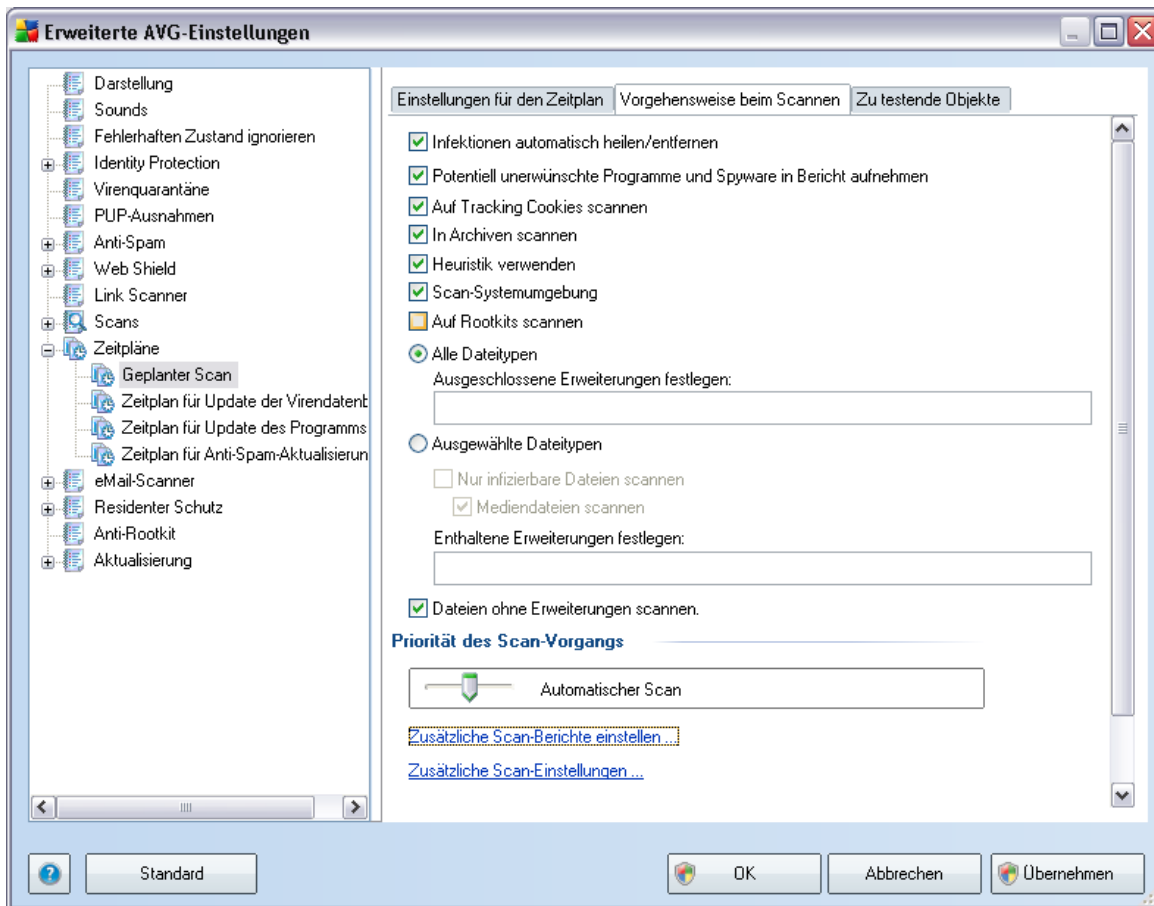 Erweiterte AVG-Einstellungen
Darstellung
Sounds
Fehlerhaften Zustand ignorieren
Identity Protection
Virenquarantäne
PUP-Ausnahmen
Anti-Spam
Web Shield
Link Scanner
Scans
Zeitpläne
Geplanter Scan
Zeitplan für Update der Virendatenb
Zeitplan für Update des Programms
Zeitplan für Anti-Spam-Aktualisierun
eMail-Scanner
Residenter Schutz
Anti-Rootkit
Aktualisierung
Einstellungen für den Zeitplan Vorgehensweise beim Scannen Zu testende Objekte
Infektionen automatisch heilen/entfernen
Potentiell unerwünschte Programme und Spyware in Bericht aufnehmen
Auf Tracking Cookies scannen
In Archiven scannen
Heuristik verwenden
Scan-Systemumgebung
Auf Rootkits scannen
Alle Dateitypen
Ausgeschlossene Erweiterungen festlegen:
Ausgewählte Dateitypen
Nur infizierbare Dateien scannen
Mediendateien scannen
Enthaltene Erweiterungen festlegen:
Dateien ohne Erweiterungen scannen.
Priorität des Scan-Vorgangs
Automatischer Scan
Zusätzliche Scan-Berichte einstellen ...
Zusätzliche Scan-Einstellungen ...
? Standard OK Abbrechen Übernehmen